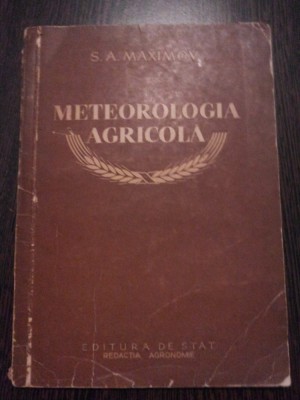 S. A. MAXIMOV
METEOROLOGIA
AGRICOLĂ
EDITURA DE STAT
REDACȚIA AGRONOMIE